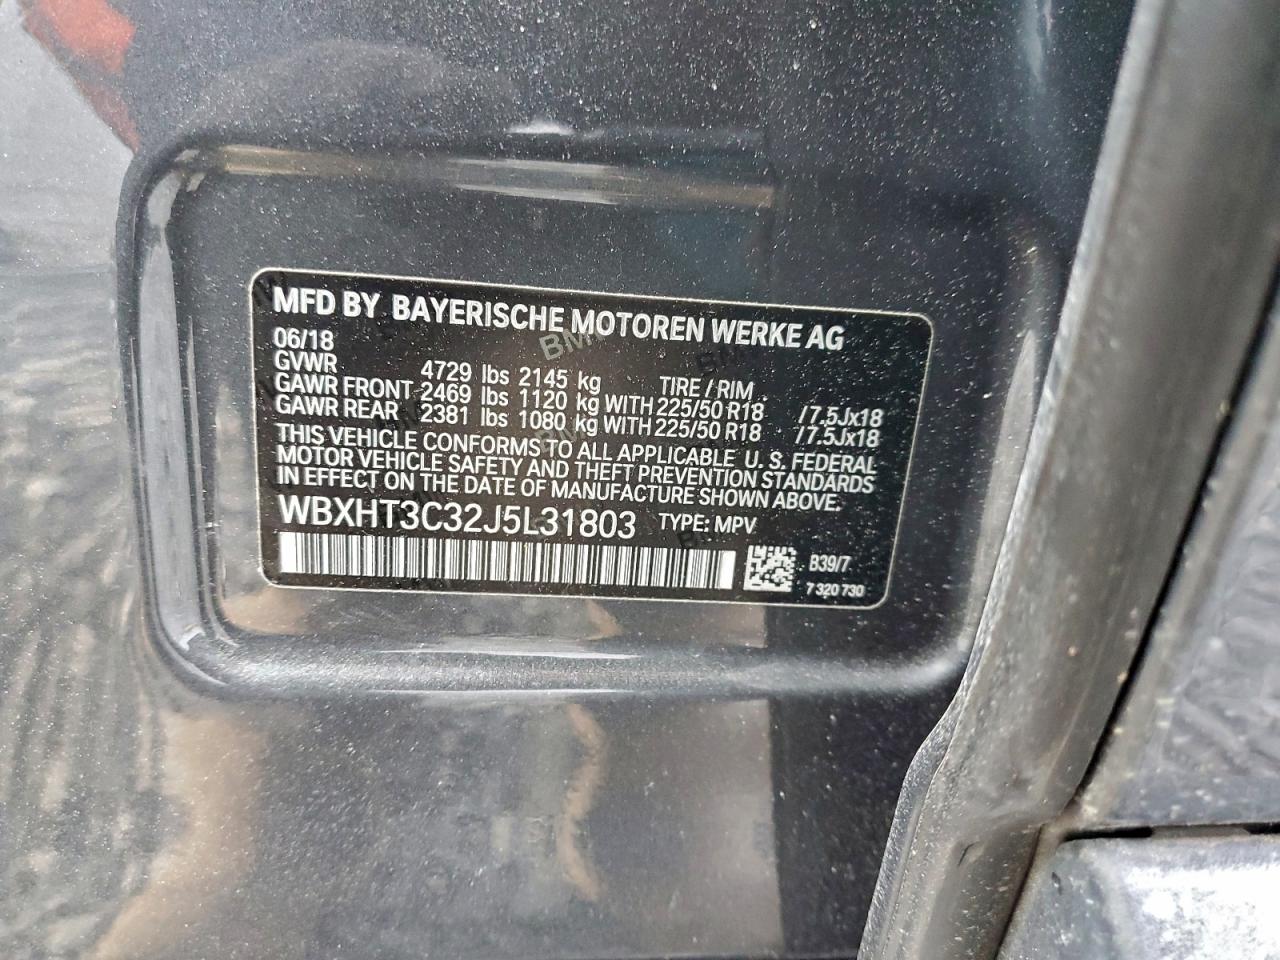 MFD BY BAYERISCHE MOTOREN WERKE AG
06/18
GVWR 4729 lbs 2145 kg TIRE / RIM
GAWR FRONT 2469 lbs 1120 kg WITH 225/50 R18 /7.5Jx18
GAWR REAR 2381 lbs 1080 kg WITH 225/50 R18 /7.5Jx18
THIS VEHICLE CONFORMS TO ALL APPLICABLE U. S. FEDERAL
MOTOR VEHICLE SAFETY AND THEFT PREVENTION STANDARDS
IN EFFECT ON THE DATE OF MANUFACTURE SHOWN ABOVE.
WBXHT3C32J5L31803 TYPE: MPV
B39/7
7 320 730